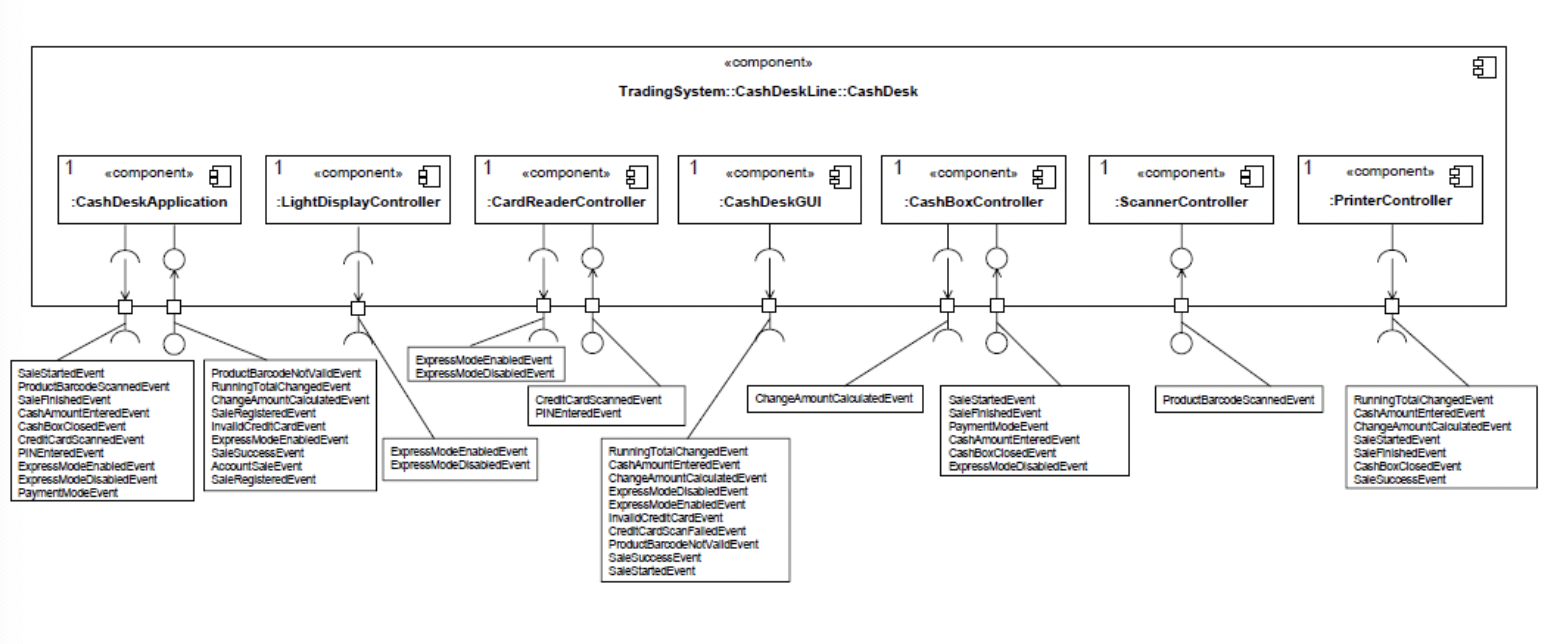 «component»
TradingSystem::CashDeskLine::CashDesk
1
«component»
:CashDeskApplication
1
«component»
:LightDisplayController
1
«component»
:CardReaderController
1
«component»
:CashDeskGUI
1
«component»
:CashBoxController
1
«component»
:ScannerController
1
«component»
:PrinterController
SaleStartedEvent
ProductBarcodeScannedEvent
SaleFinishedEvent
CashAmountEnteredEvent
CashBoxClosedEvent
CreditCardScannedEvent
PINEnteredEvent
ExpressModeEnabledEvent
ExpressModeDisabledEvent
PaymentModeEvent
ProductBarcodeNotValidEvent
RunningTotalChangedEvent
ChangeAmountCalculatedEvent
SaleRegisteredEvent
InvalidCreditCardEvent
ExpressModeEnabledEvent
SaleSuccessEvent
AccountSaleEvent
SaleRegisteredEvent
ExpressModeEnabledEvent
ExpressModeDisabledEvent
ExpressModeEnabledEvent
ExpressModeDisabledEvent
CreditCardScannedEvent
PINEnteredEvent
RunningTotalChangedEvent
CashAmountEnteredEvent
ChangeAmountCalculatedEvent
ExpressModeDisabledEvent
ExpressModeEnabledEvent
InvalidCreditCardEvent
CreditCardScanFailedEvent
ProductBarcodeNotValidEvent
SaleSuccessEvent
SaleStartedEvent
ChangeAmountCalculatedEvent
SaleStartedEvent
SaleFinishedEvent
PaymentModeEvent
CashAmountEnteredEvent
CashBoxClosedEvent
ExpressModeDisabledEvent
ProductBarcodeScannedEvent
RunningTotalChangedEvent
CashAmountEnteredEvent
ChangeAmountCalculatedEvent
SaleStartedEvent
SaleFinishedEvent
CashBoxClosedEvent
SaleSuccessEvent